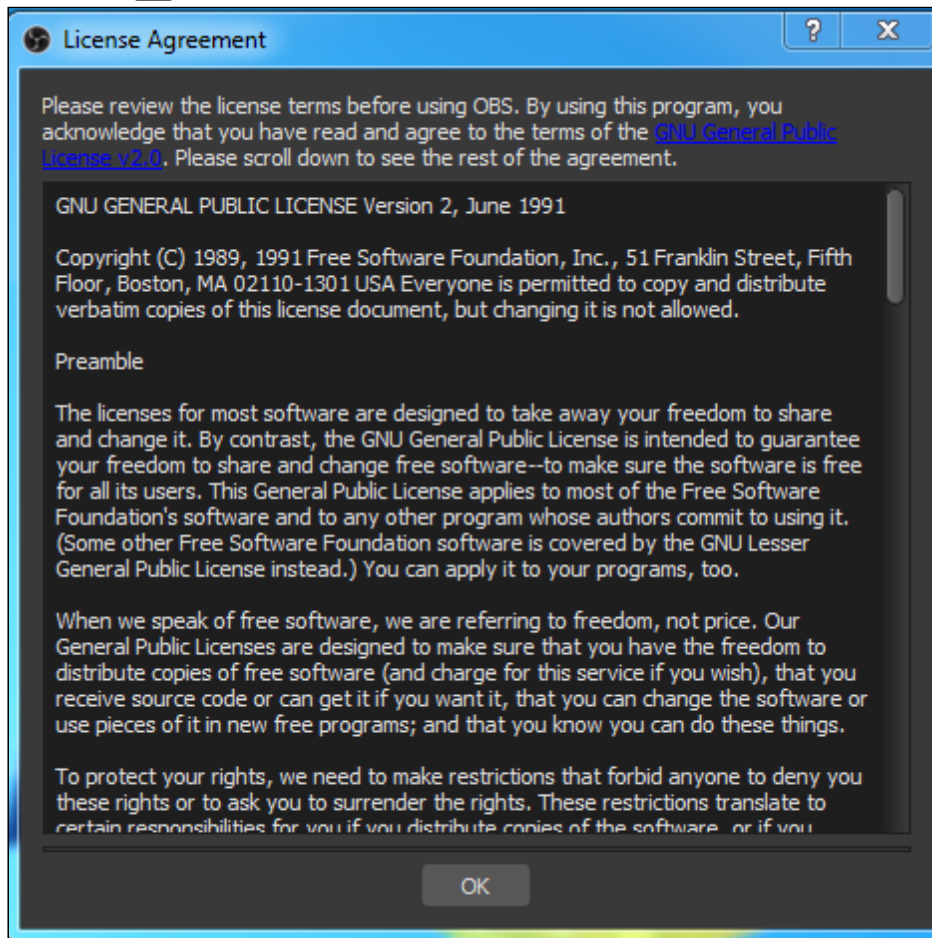 License Agreement
Please review the license terms before using OBS. By using this program, you
acknowledge that you have read and agree to the terms of the GNU General Public
License v2.0. Please scroll down to see the rest of the agreement.
GNU GENERAL PUBLIC LICENSE Version 2, June 1991
Copyright (C) 1989, 1991 Free Software Foundation, Inc., 51 Franklin Street, Fifth
Floor, Boston, MA 02110-1301 USA Everyone is permitted to copy and distribute
verbatim copies of this license document, but changing it is not allowed.
Preamble
The licenses for most software are designed to take away your freedom to share
and change it. By contrast, the GNU General Public License is intended to guarantee
your freedom to share and change free software--to make sure the software is free
for all its users. This General Public License applies to most of the Free Software
Foundation's software and to any other program whose authors commit to using it.
(Some other Free Software Foundation software is covered by the GNU Lesser
General Public License instead.) You can apply it to your programs, too.
When we speak of free software, we are referring to freedom, not price. Our
General Public Licenses are designed to make sure that you have the freedom to
distribute copies of free software (and charge for this service if you wish), that you
receive source code or can get it if you want it, that you can change the software or
use pieces of it in new free programs; and that you know you can do these things.
To protect your rights, we need to make restrictions that forbid anyone to deny you
these rights or to ask you to surrender the rights. These restrictions translate to
certain responsibilities for you if you distribute copies of the software, or if you
OK